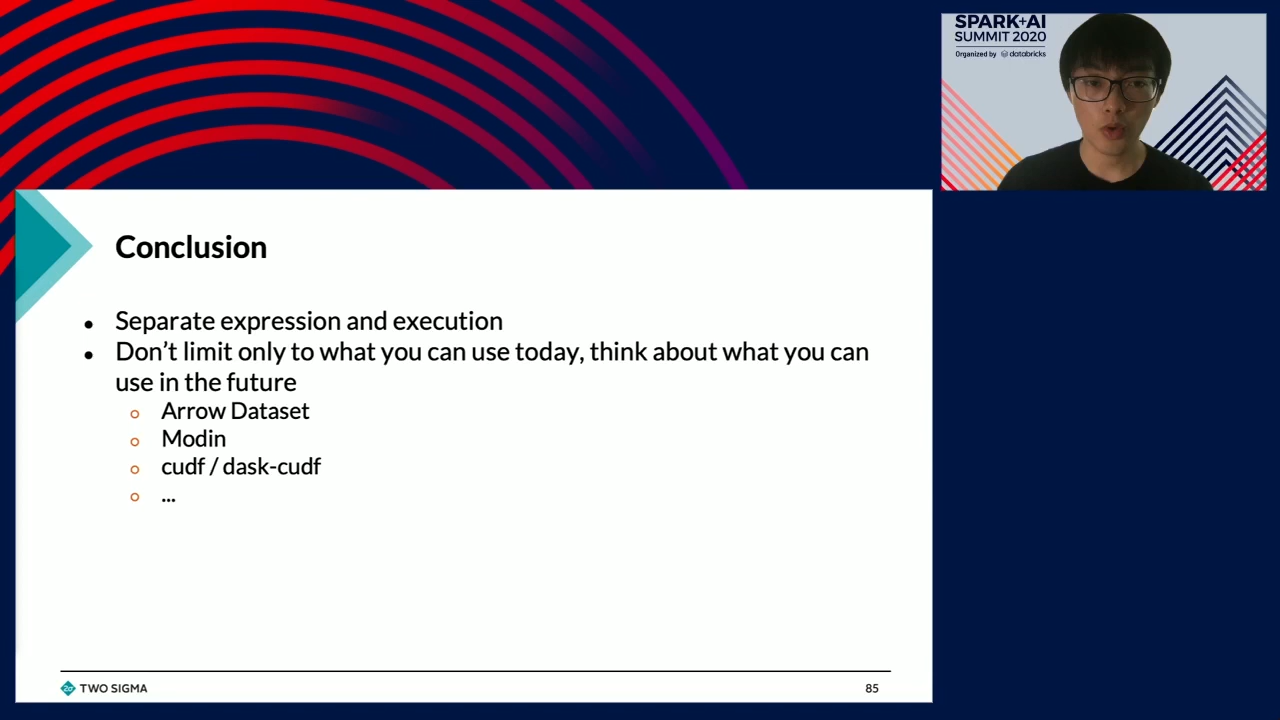 SPARK+AI
SUMMIT 2020
Organized by databricks
Conclusion
● Separate expression and execution
● Don’t limit only to what you can use today, think about what you can
use in the future
○ Arrow Dataset
○ Modin
○ cudf / dask-cudf
○ ...
TWO SIGMA
85